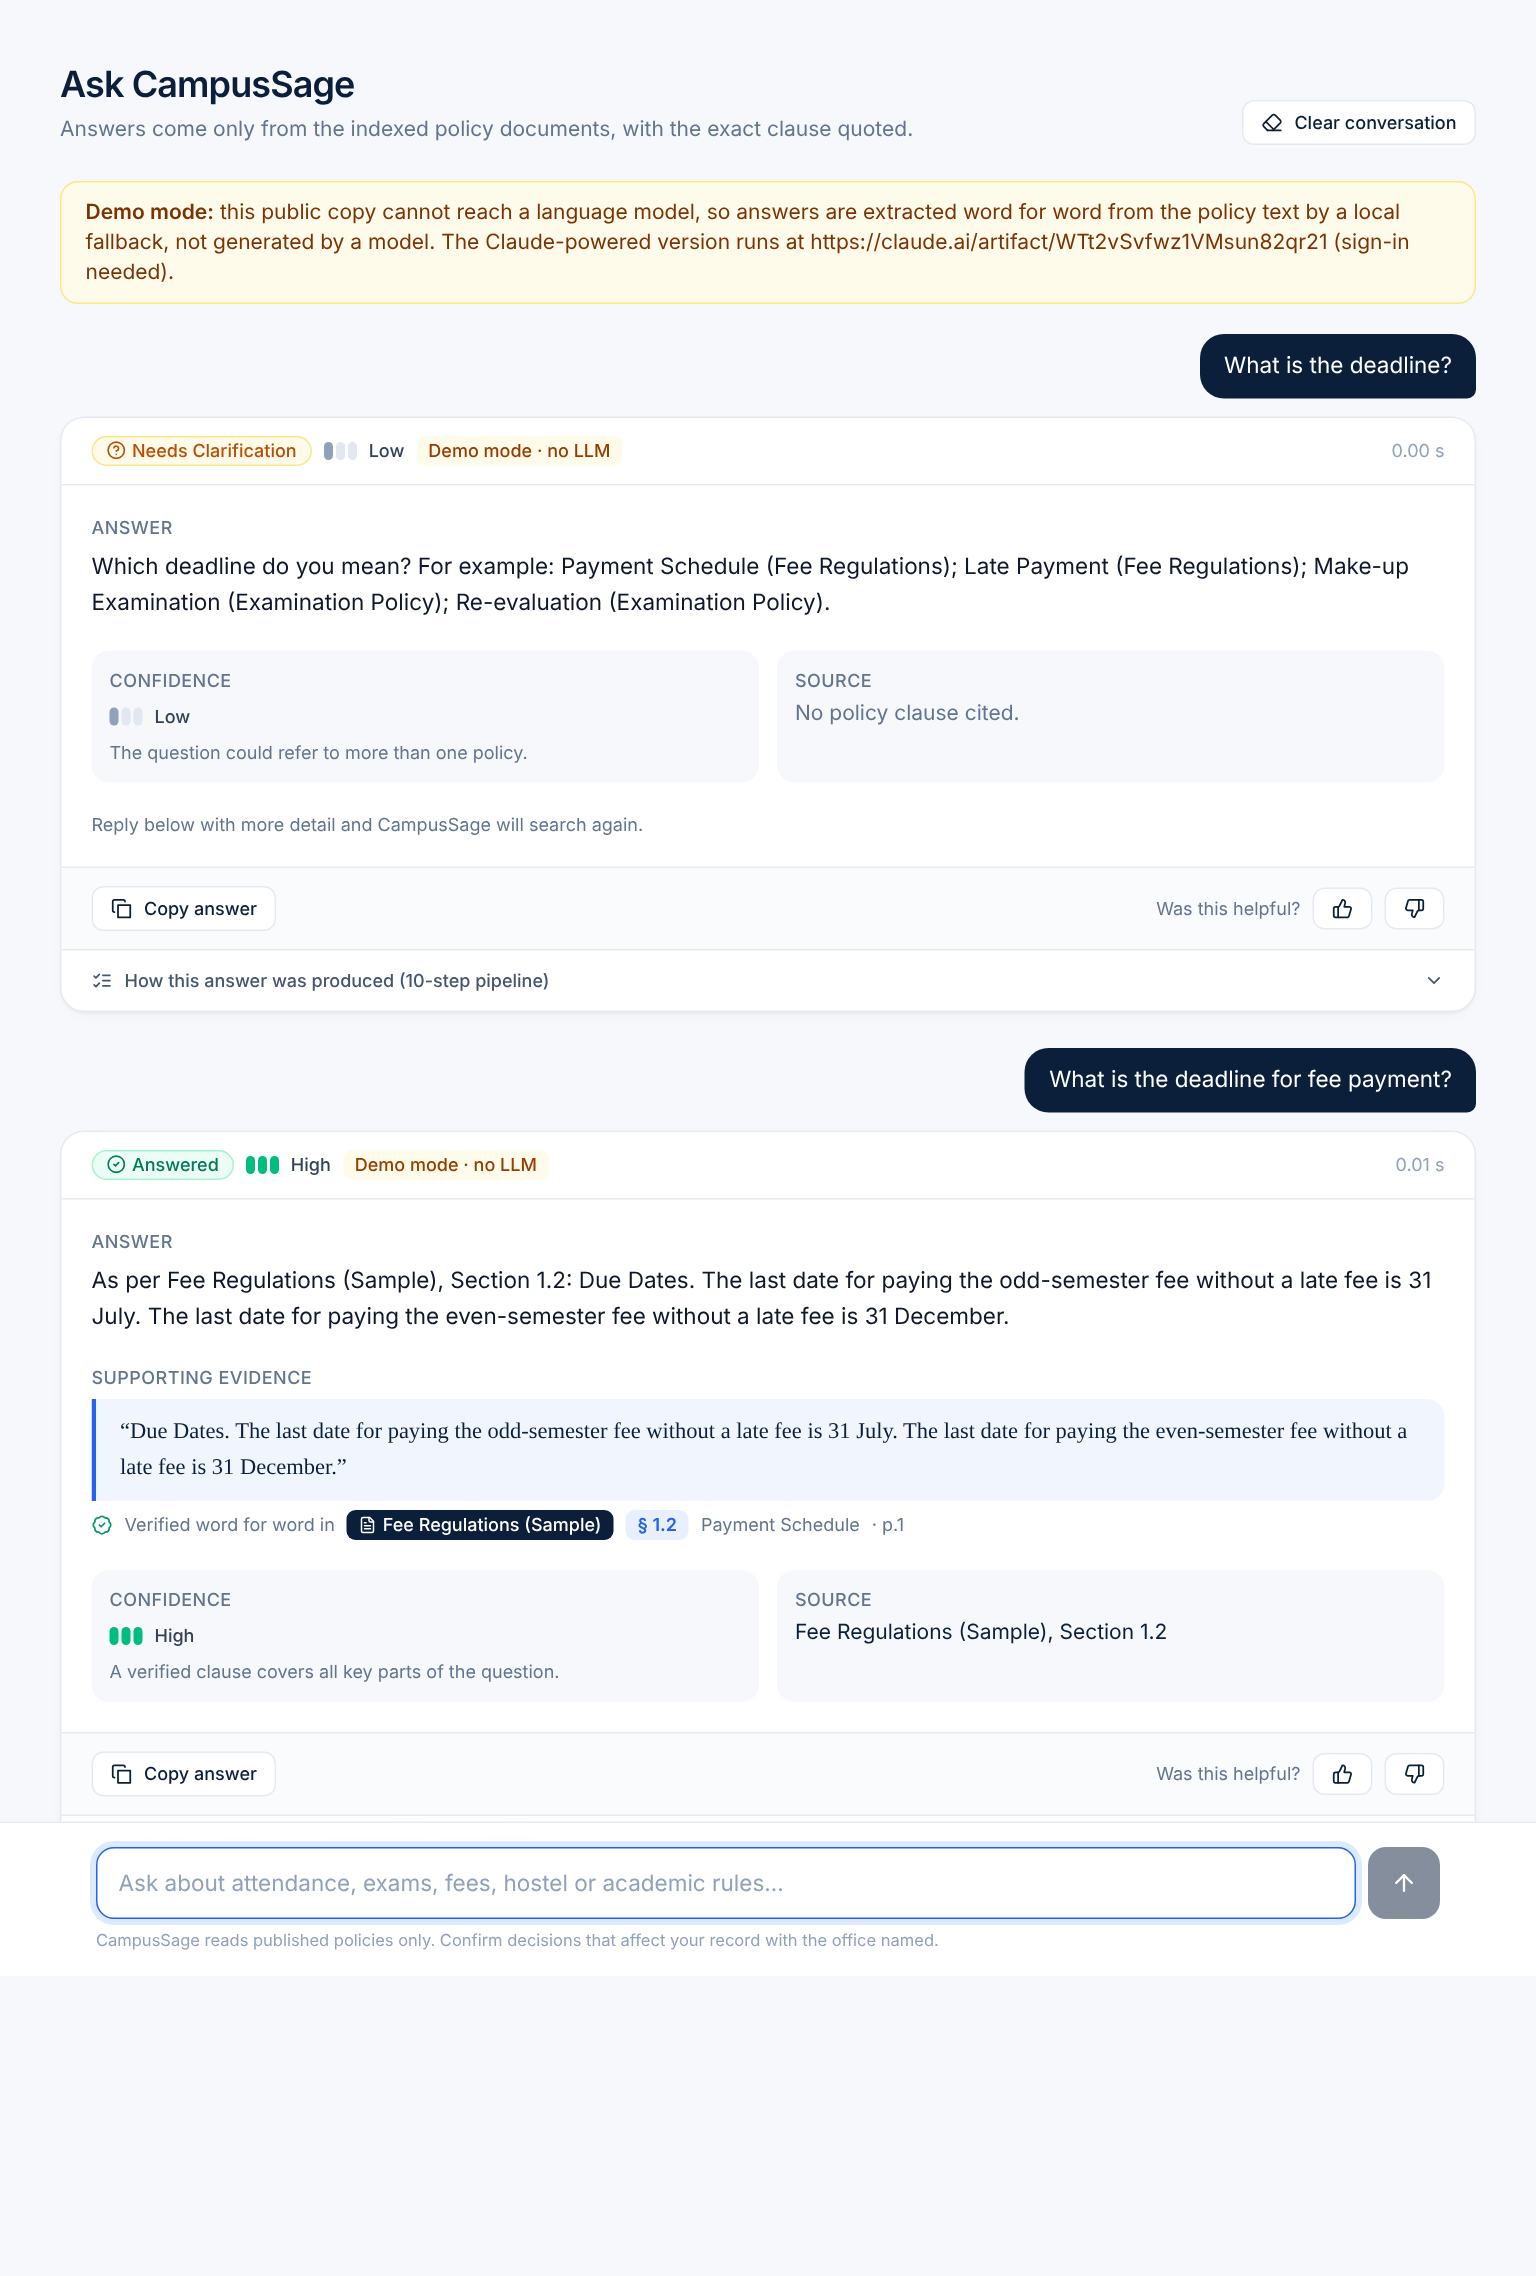 Ask CampusSage
Answers come only from the indexed policy documents, with the exact clause quoted.
Clear conversation
Demo mode: this public copy cannot reach a language model, so answers are extracted word for word from the policy text by a local
fallback, not generated by a model. The Claude-powered version runs at https://claude.ai/artifact/WTt2vSvfwz1VMsun82qr21 (sign-in
needed).
What is the deadline?
Needs Clarification Low Demo mode · no LLM 0.00 s
ANSWER
Which deadline do you mean? For example: Payment Schedule (Fee Regulations); Late Payment (Fee Regulations); Make-up
Examination (Examination Policy); Re-evaluation (Examination Policy).
CONFIDENCE
Low
The question could refer to more than one policy.
SOURCE
No policy clause cited.
Reply below with more detail and CampusSage will search again.
Copy answer Was this helpful?
How this answer was produced (10-step pipeline)
What is the deadline for fee payment?
Answered High Demo mode · no LLM 0.01 s
ANSWER
As per Fee Regulations (Sample), Section 1.2: Due Dates. The last date for paying the odd-semester fee without a late fee is 31
July. The last date for paying the even-semester fee without a late fee is 31 December.
SUPPORTING EVIDENCE
“Due Dates. The last date for paying the odd-semester fee without a late fee is 31 July. The last date for paying the even-semester fee without a
late fee is 31 December.”
Verified word for word in Fee Regulations (Sample) § 1.2 Payment Schedule · p.1
CONFIDENCE
High
A verified clause covers all key parts of the question.
SOURCE
Fee Regulations (Sample), Section 1.2
Copy answer Was this helpful?
Ask about attendance, exams, fees, hostel or academic rules...
CampusSage reads published policies only. Confirm decisions that affect your record with the office named.